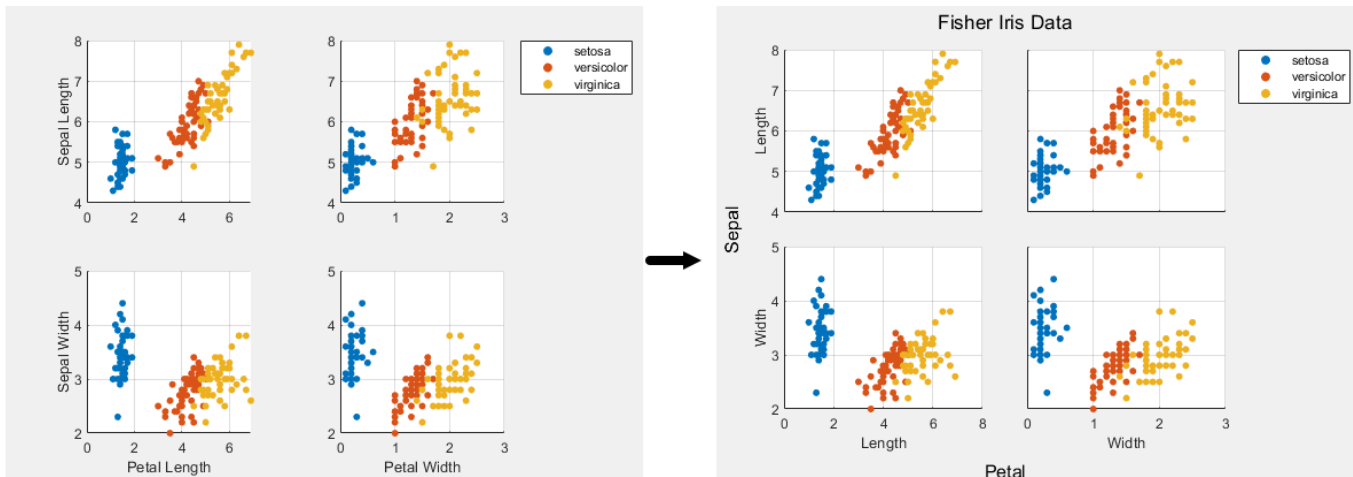 8
7
6
5
4
Sepal Length
0 2 4 6
8
7
6
5
4
0 1 2 3
setosa
versicolor
virginica
5
4
3
2
Sepal Width
0 2 4 6
Petal Length
5
4
3
2
0 1 2 3
Petal Width
Fisher Iris Data
Sepal
8
7
6
5
4
Length
setosa
versicolor
virginica
5
4
3
2
Width
0 2 4 6 8
Length
0 1 2 3
Width
Petal